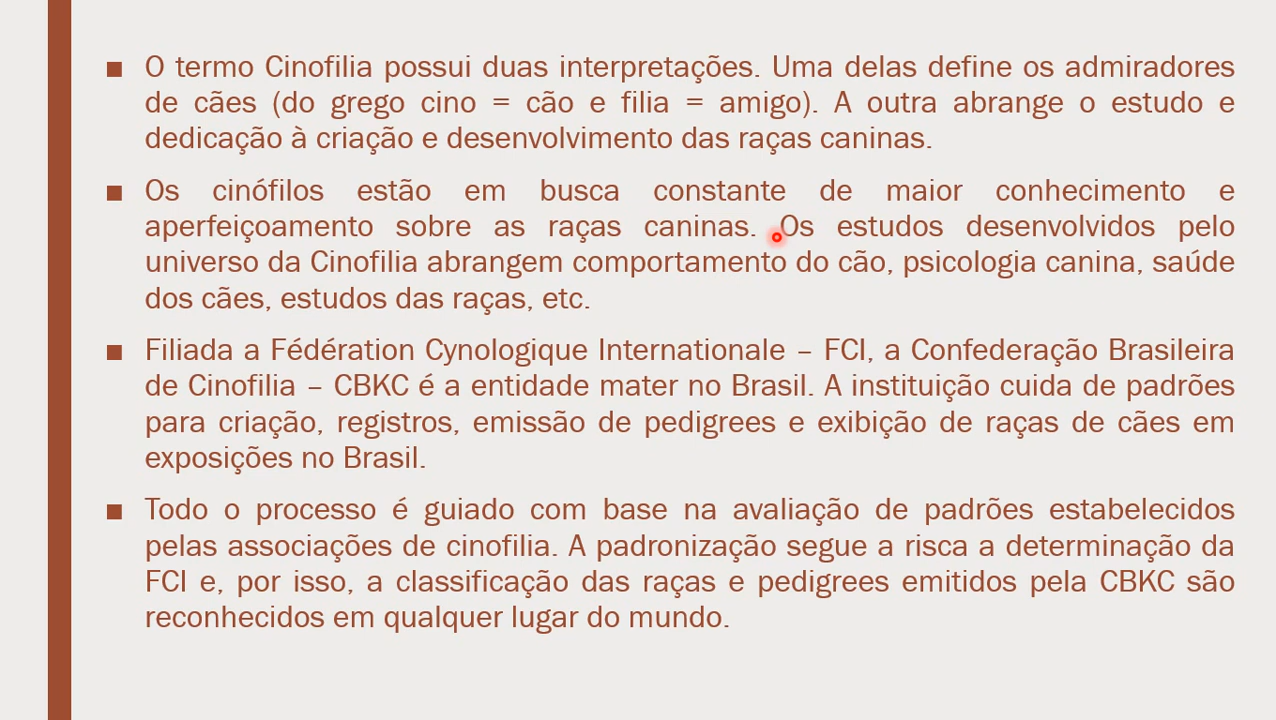 ■ O termo Cinofilia possui duas interpretações. Uma delas define os admiradores
de cães (do grego cino = cão e filia = amigo). A outra abrange o estudo e
dedicação à criação e desenvolvimento das raças caninas.
■ Os cinófilos estão em busca constante de maior conhecimento e
aperfeiçoamento sobre as raças caninas. Os estudos desenvolvidos pelo
universo da Cinofilia abrangem comportamento do cão, psicologia canina, saúde
dos cães, estudos das raças, etc.
■ Filiada a Fédération Cynologique Internationale – FCI, a Confederação Brasileira
de Cinofilia – CBKC é a entidade mater no Brasil. A instituição cuida de padrões
para criação, registros, emissão de pedigrees e exibição de raças de cães em
exposições no Brasil.
■ Todo o processo é guiado com base na avaliação de padrões estabelecidos
pelas associações de cinofilia. A padronização segue a risca a determinação da
FCI e, por isso, a classificação das raças e pedigrees emitidos pela CBKC são
reconhecidos em qualquer lugar do mundo.